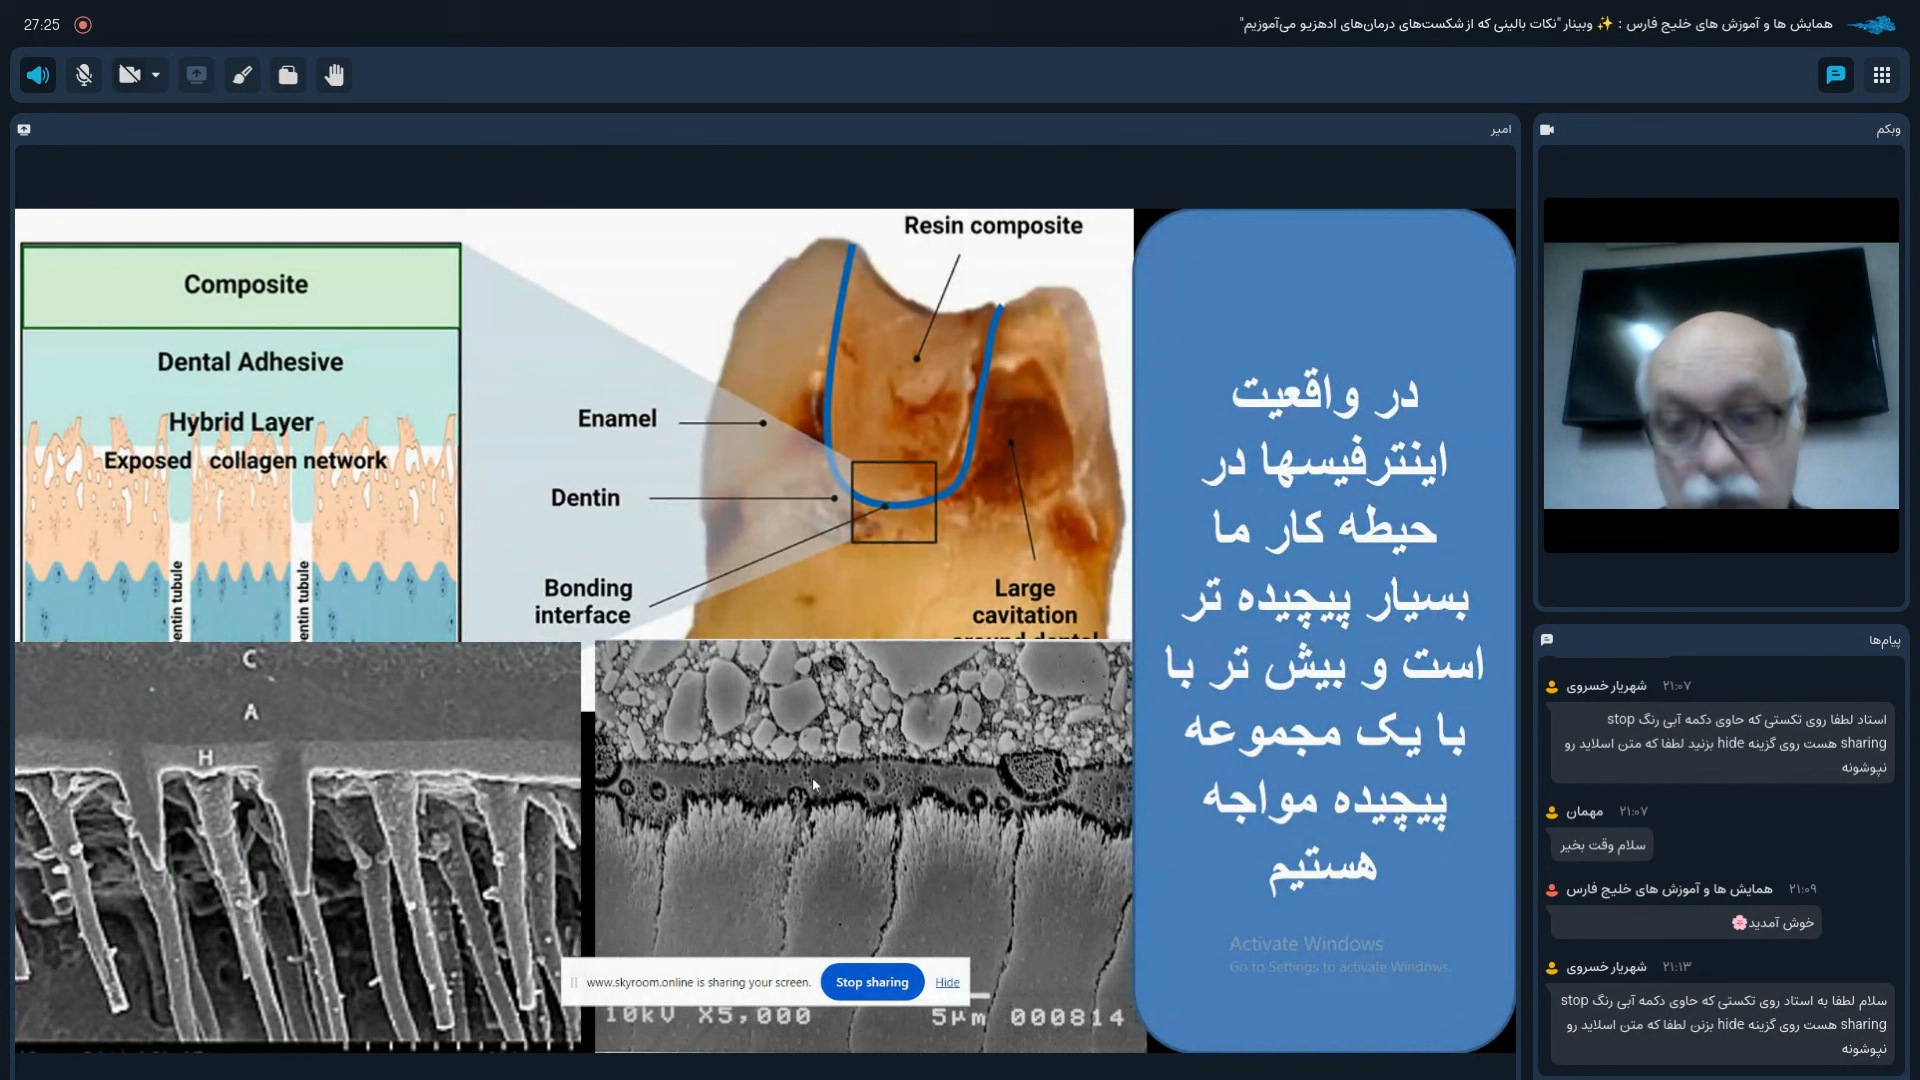 27:25
همایش ها و آموزش های خلیج فارس : ✨ وبینار "نکات بالینی که از شکست‌های درمان‌های ادهزیو می‌آموزیم"
امیر
وبکم
Resin composite
Composite
Dental Adhesive
Hybrid Layer
Exposed collagen network
Enamel
Dentin
Bonding
interface
Large
cavitation
around dental
entin tubule
entin tubule
C
A
H
10kV X5,000 5µm 000814
در واقعیت
اینترفیسها در
حیطه کار ما
بسیار پیچیده تر
است و بیش تر با
با یک مجموعه
پیچیده مواجه
هستیم
Activate Windows
Go to Settings to activate Windows.
www.skyroom.online is sharing your screen.
Stop sharing
Hide
پیام‌ها
شهریار خسروی ۲۱:۰۷
استاد لطفا روی تکستی که حاوی دکمه آبی رنگ stop
sharing هست روی گزینه hide بزنید لطفا که متن اسلاید رو
نپوشونه
مهمان ۲۱:۰۷
سلام وقت بخیر
همایش ها و آموزش های خلیج فارس ۲۱:۰۹
خوش آمدید🌸
شهریار خسروی ۲۱:۱۳
سلام لطفا به استاد روی تکستی که حاوی دکمه آبی رنگ stop
sharing هست روی گزینه hide بزنن لطفا که متن اسلاید رو
نپوشونه